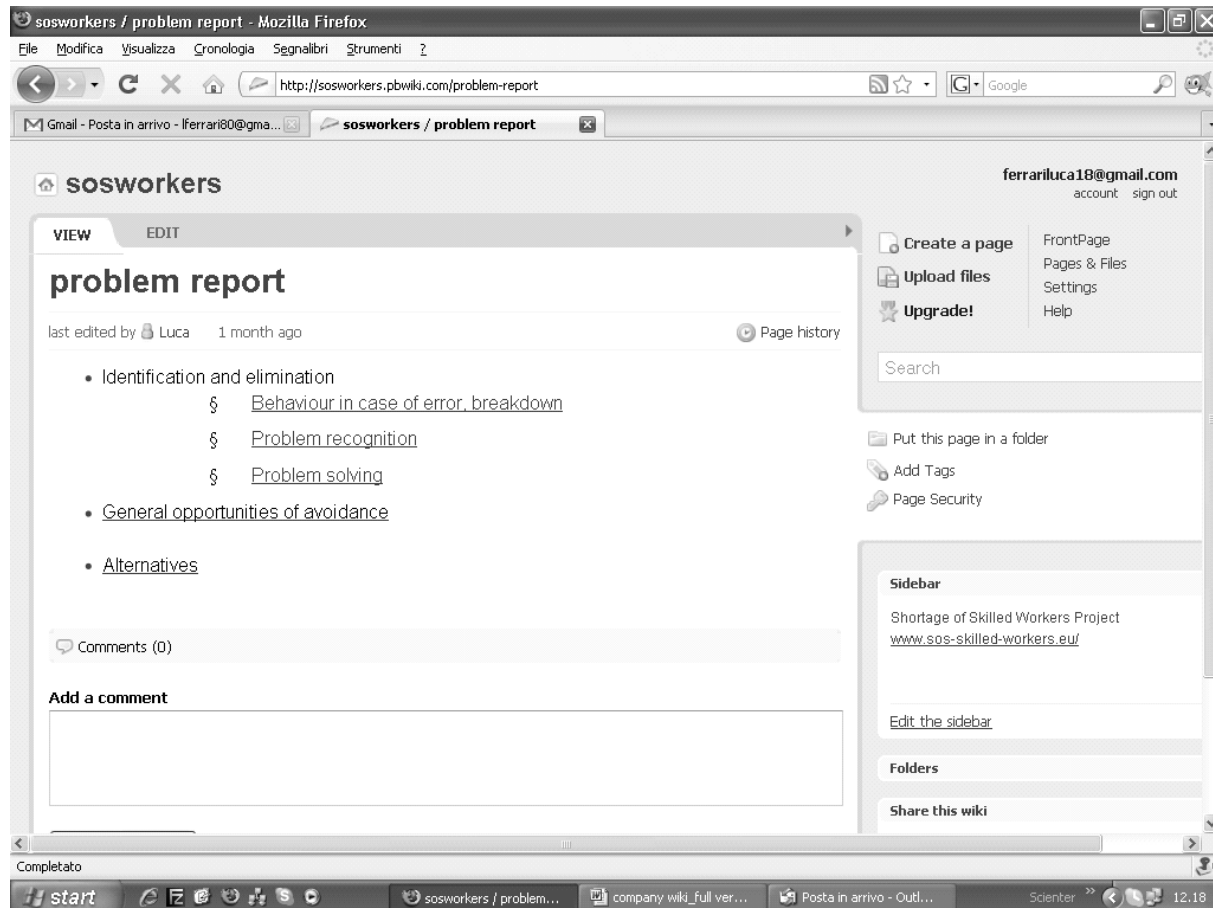 sosworkers / problem report - Mozilla Firefox
File Modifica Visualizza Cronologia Segnalibri Strumenti ?
http://sosworkers.pbwiki.com/problem-report
G Google
Gmail - Posta in arrivo - lferrari80@gma...
sosworkers / problem report
sosworkers
ferrariluca18@gmail.com
account sign out
VIEW EDIT
problem report
last edited by Luca 1 month ago
Page history
• Identification and elimination
§ Behaviour in case of error, breakdown
§ Problem recognition
§ Problem solving
• General opportunities of avoidance
• Alternatives
Comments (0)
Add a comment
Create a page
Upload files
Upgrade!
FrontPage
Pages & Files
Settings
Help
Search
Put this page in a folder
Add Tags
Page Security
Sidebar
Shortage of Skilled Workers Project
www.sos-skilled-workers.eu/
Edit the sidebar
Folders
Share this wiki
Completato
start
sosworkers / problem...
company wiki_full ver...
Posta in arrivo - Outl...
Scienter » 12.18